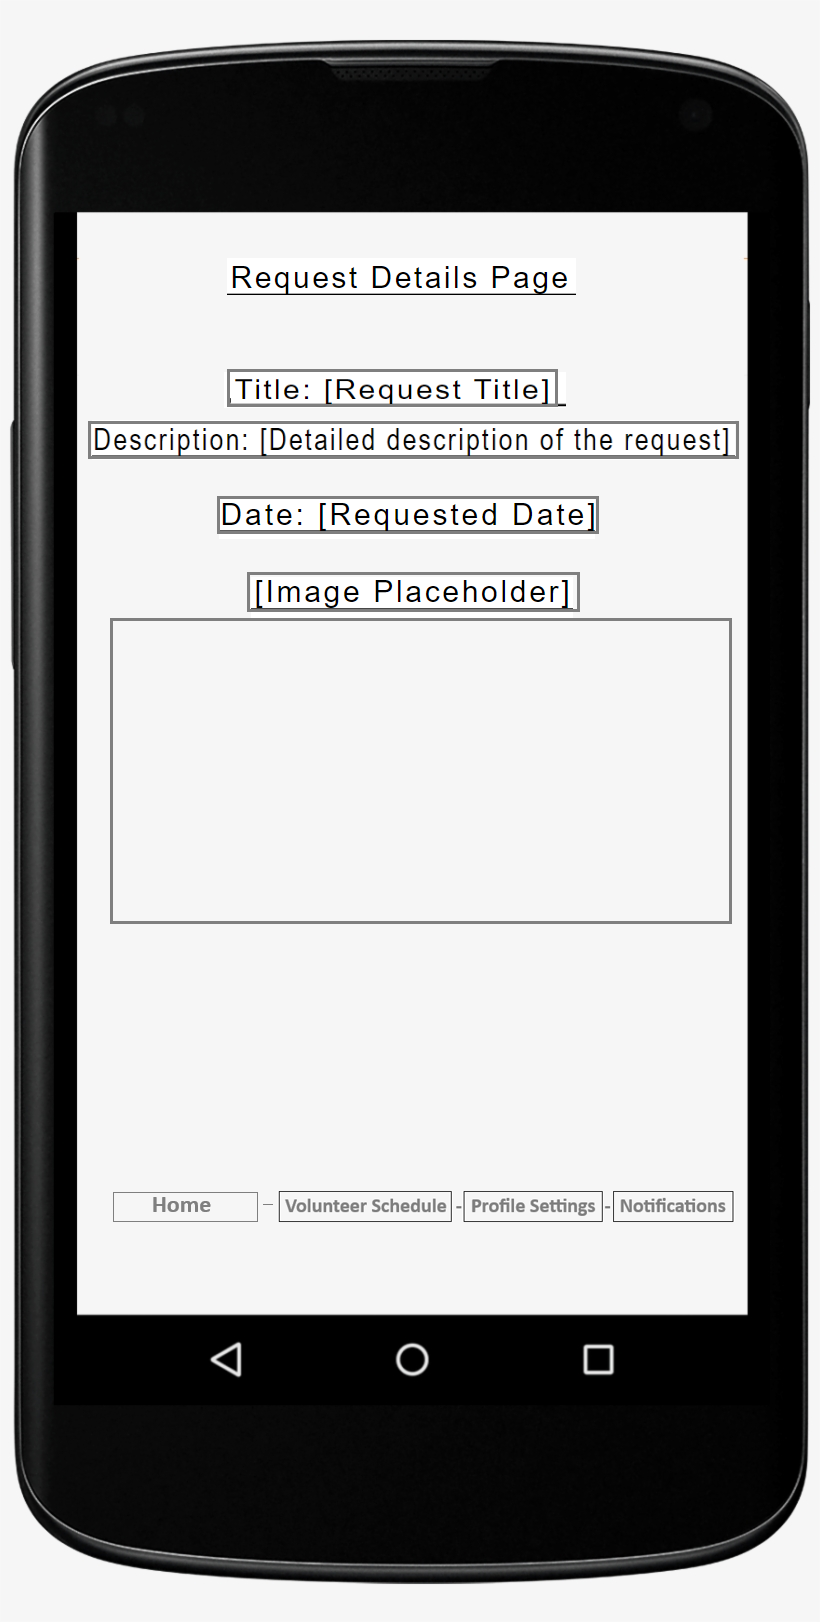 Request Details Page
Title: [Request Title]
Description: [Detailed description of the request]
Date: [Requested Date]
[Image Placeholder]
Home – Volunteer Schedule - Profile Settings - Notifications